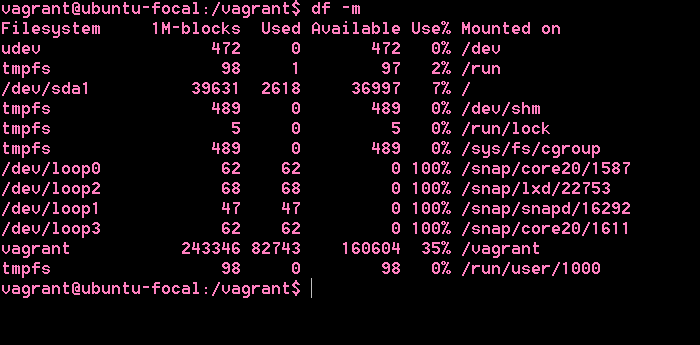 vagrant@ubuntu-focal:/vagrant$ df -m
Filesystem     1M-blocks  Used Available Use% Mounted on
udev                 472     0       472   0% /dev
tmpfs                 98     1        97   2% /run
/dev/sda1          39631  2618     36997   7% /
tmpfs                489     0       489   0% /dev/shm
tmpfs                  5     0         5   0% /run/lock
tmpfs                489     0       489   0% /sys/fs/cgroup
/dev/loop0            62    62         0 100% /snap/core20/1587
/dev/loop2            68    68         0 100% /snap/lxd/22753
/dev/loop1            47    47         0 100% /snap/snapd/16292
/dev/loop3            62    62         0 100% /snap/core20/1611
vagrant           243346 82743    160604  35% /vagrant
tmpfs                 98     0        98   0% /run/user/1000
vagrant@ubuntu-focal:/vagrant$